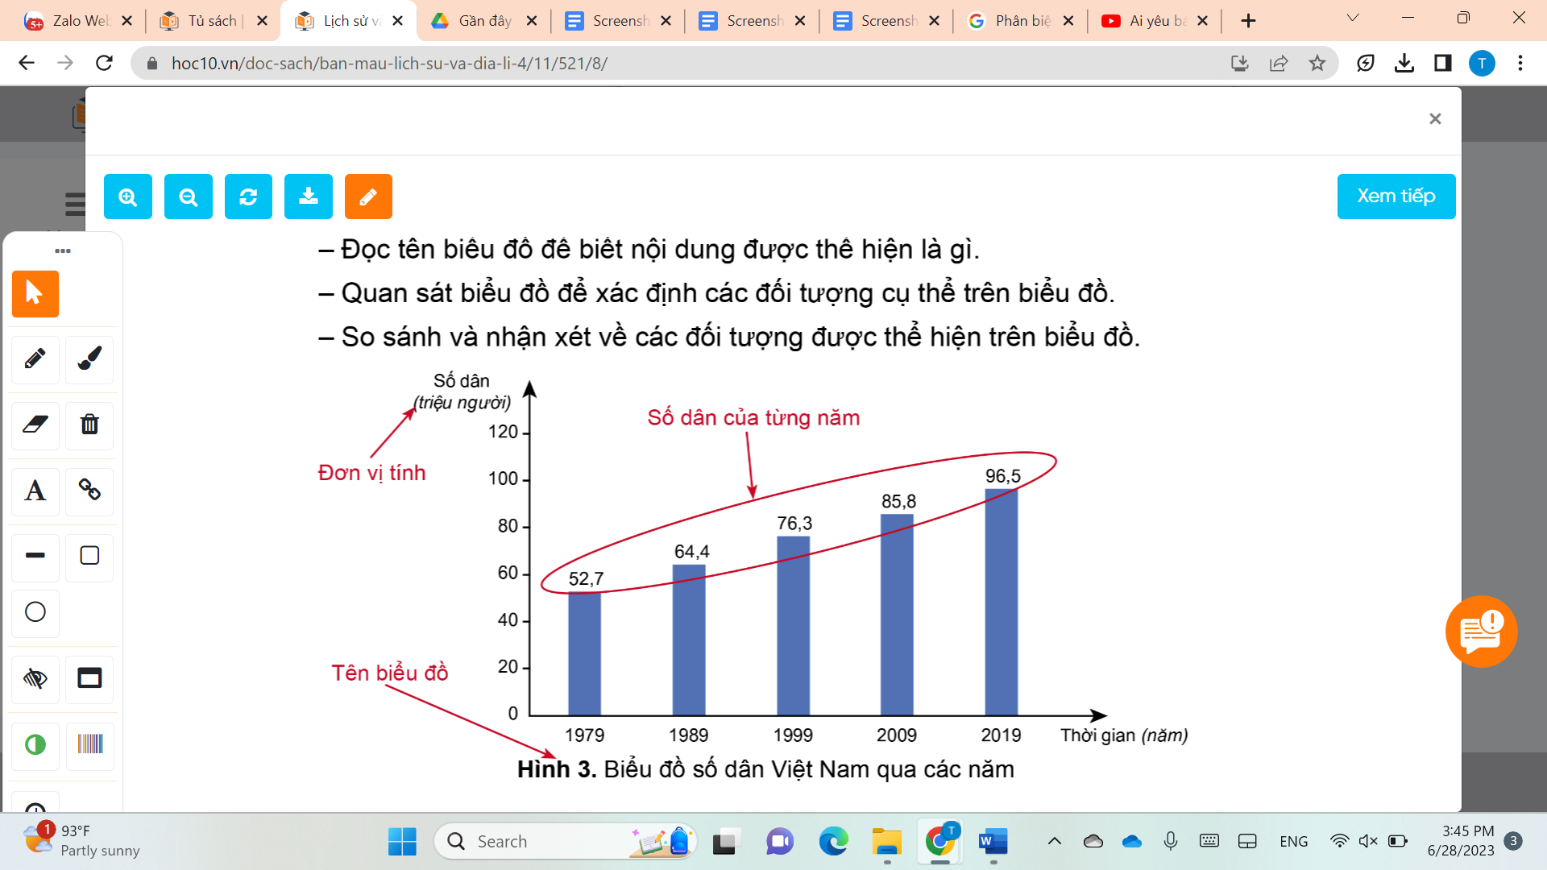 Zalo Web
Tủ sách |
Lịch sử và
Gần đây
Screensh
Screensh
Screensh
Phân biệ
Ai yêu bá
hoc10.vn/doc-sach/ban-mau-lich-su-va-dia-li-4/11/521/8/
T
Xem tiếp
– Đọc tên biểu đồ để biết nội dung được thể hiện là gì.
– Quan sát biểu đồ để xác định các đối tượng cụ thể trên biểu đồ.
– So sánh và nhận xét về các đối tượng được thể hiện trên biểu đồ.
Số dân
(triệu người)
Số dân của từng năm
Đơn vị tính
120
100
80
60
40
20
0
52,7
64,4
76,3
85,8
96,5
Tên biểu đồ
1979
1989
1999
2009
2019
Thời gian (năm)
Hình 3. Biểu đồ số dân Việt Nam qua các năm
A
1
93°F
Partly sunny
Search
T
W
ENG
3:45 PM
6/28/2023
3